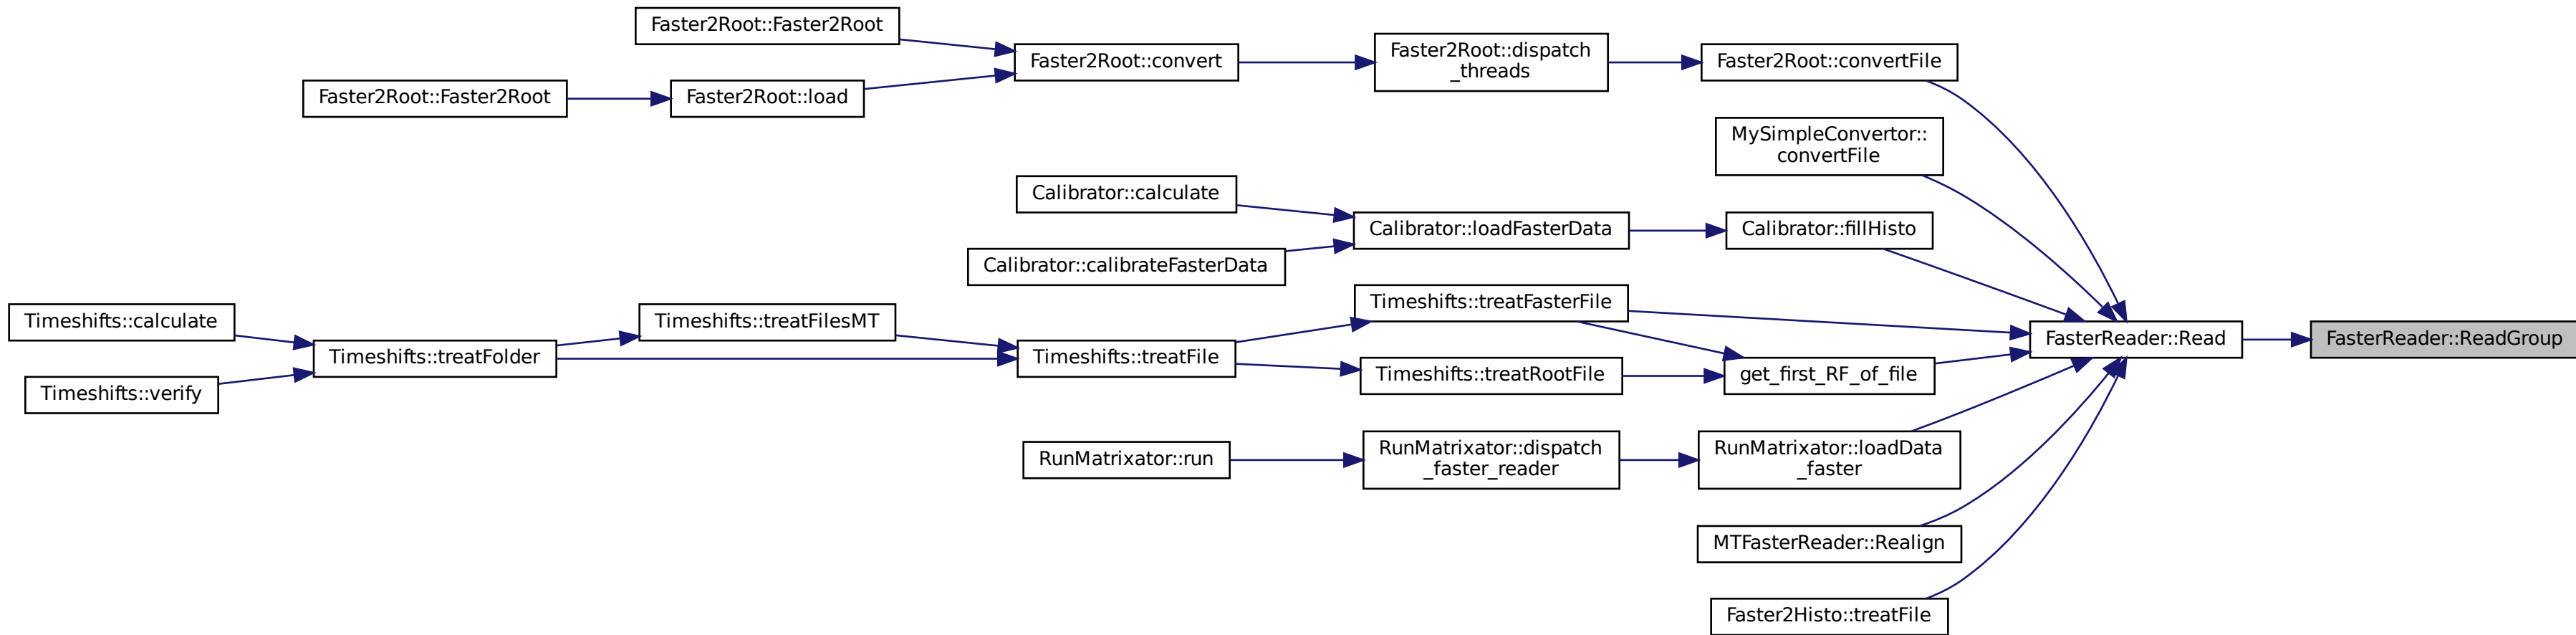 Faster2Root::Faster2Root
Faster2Root::convert
Faster2Root::dispatch
_threads
Faster2Root::convertFile
Faster2Root::Faster2Root
Faster2Root::load
MySimpleConvertor::
convertFile
Calibrator::calculate
Calibrator::loadFasterData
Calibrator::fillHisto
Calibrator::calibrateFasterData
Timeshifts::calculate
Timeshifts::treatFilesMT
Timeshifts::treatFasterFile
FasterReader::Read
FasterReader::ReadGroup
Timeshifts::treatFolder
Timeshifts::treatFile
Timeshifts::treatRootFile
get_first_RF_of_file
Timeshifts::verify
RunMatrixator::run
RunMatrixator::dispatch
_faster_reader
RunMatrixator::loadData
_faster
MTFasterReader::Realign
Faster2Histo::treatFile